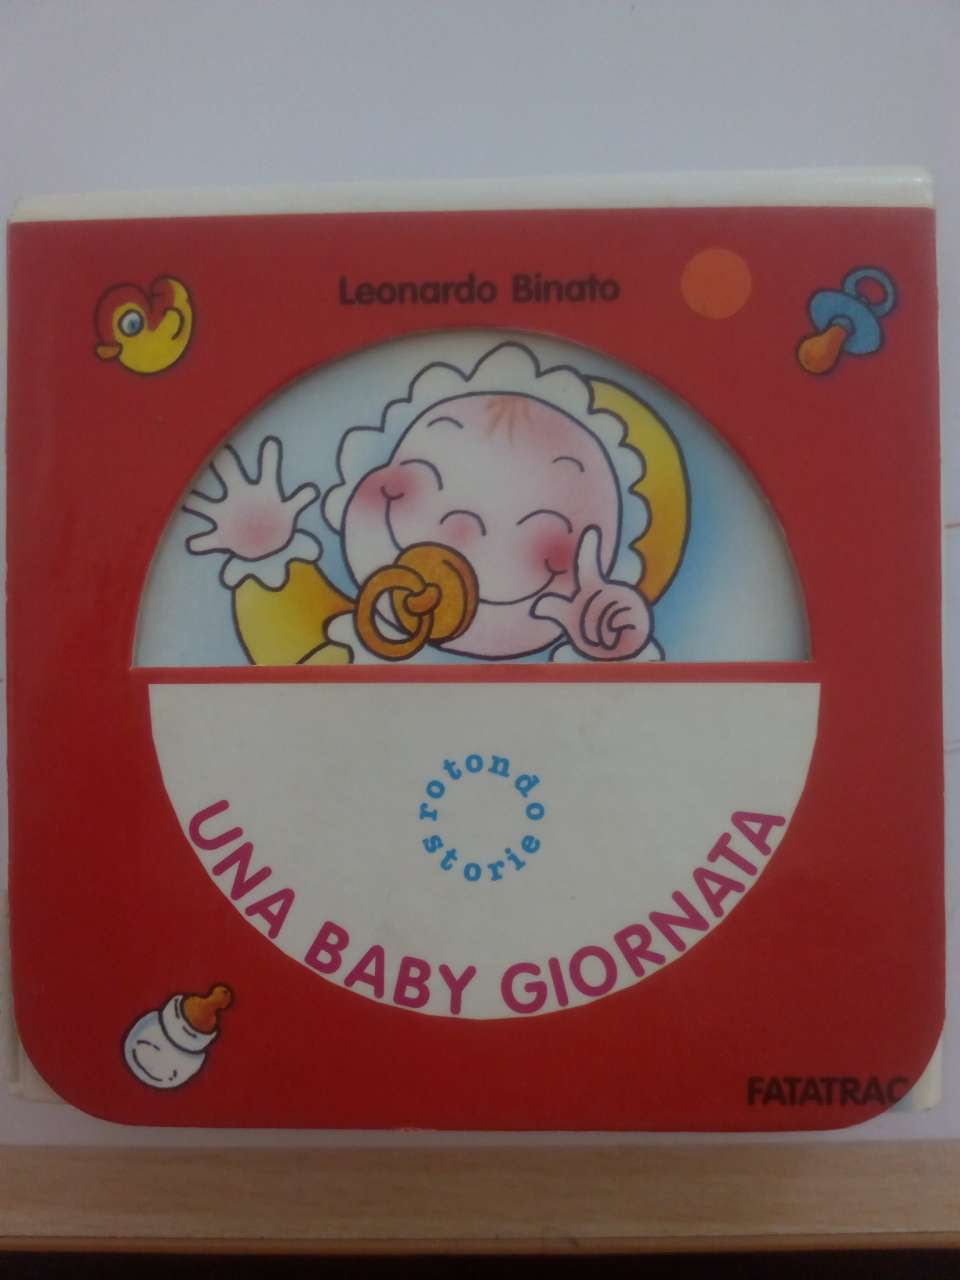 Leonardo Binato
rotondo
storie
UNA BABY GIORNATA
FATATRAC